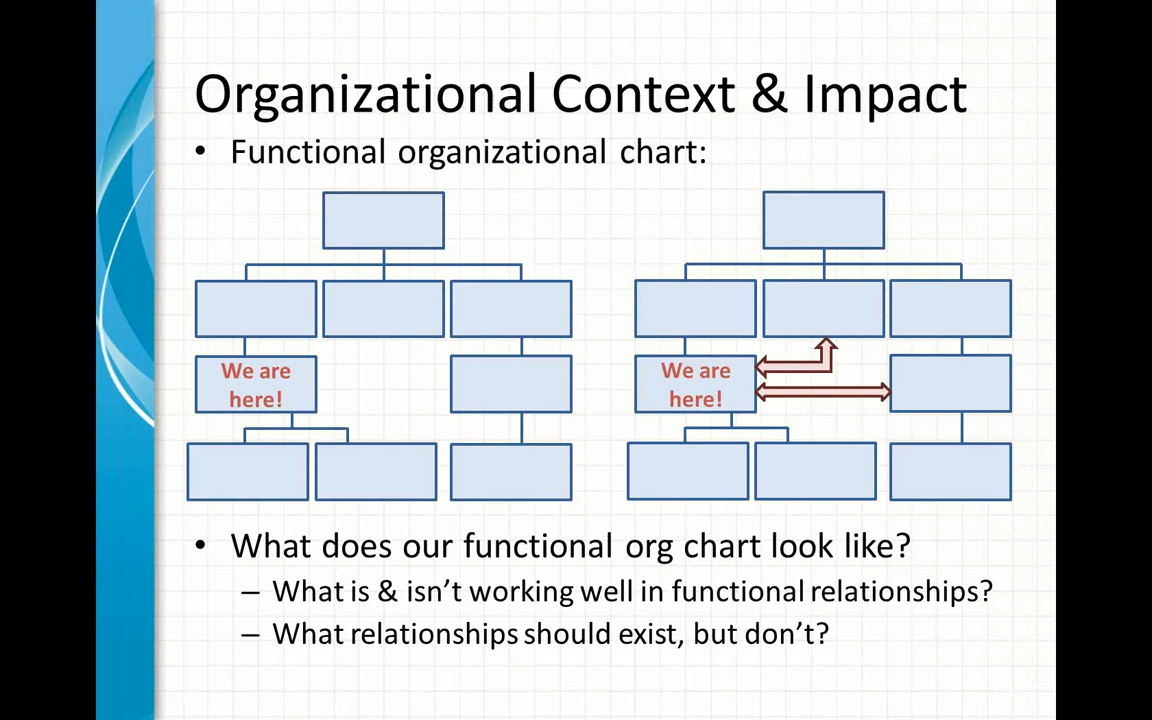 Organizational Context & Impact
• Functional organizational chart:
We are
here!
We are
here!
• What does our functional org chart look like?
– What is & isn’t working well in functional relationships?
– What relationships should exist, but don’t?